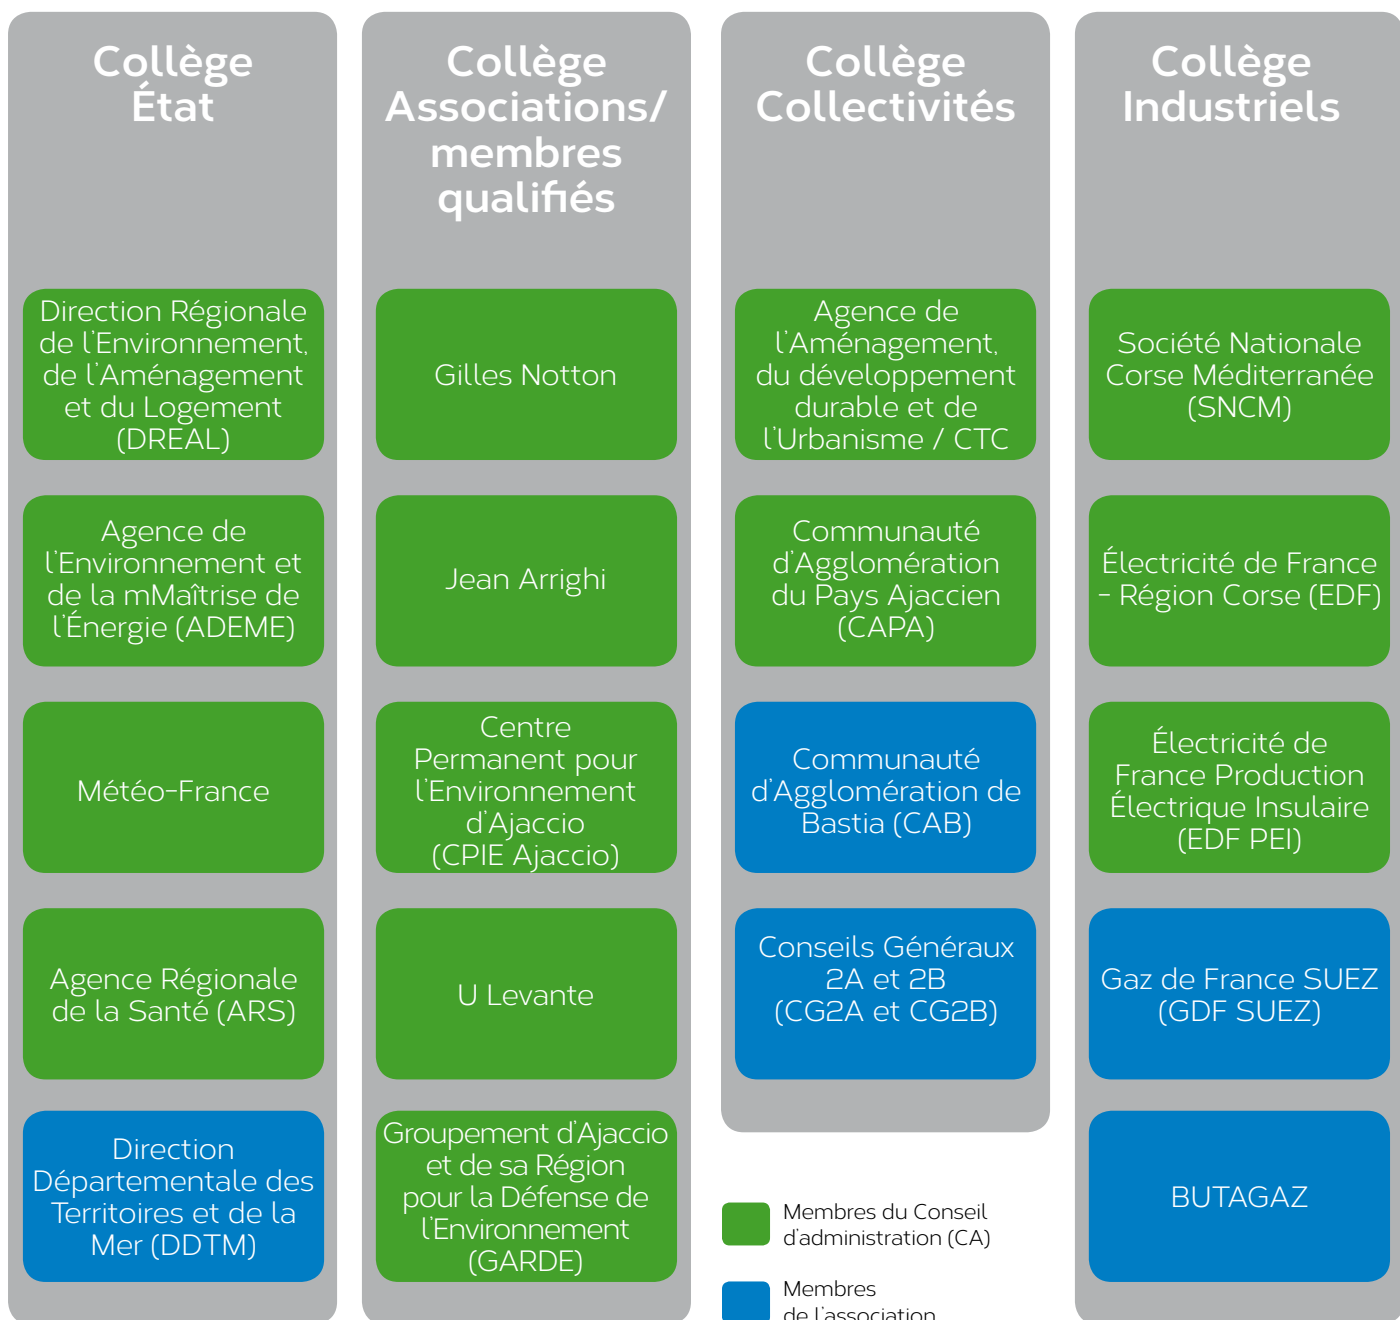 Collège
État
Direction Régionale
de l'Environnement,
de l'Aménagement
et du Logement
(DREAL)
Agence de
l'Environnement et
de la mMaîtrise de
l'Énergie (ADEME)
Météo-France
Agence Régionale
de la Santé (ARS)
Direction
Départementale des
Territoires et de la
Mer (DDTM)
Collège
Associations/
membres
qualifiés
Gilles Notton
Jean Arrighi
Centre
Permanent pour
l'Environnement
d'Ajaccio
(CPIE Ajaccio)
U Levante
Groupement d'Ajaccio
et de sa Région
pour la Défense de
l'Environnement
(GARDE)
Collège
Collectivités
Agence de
l'Aménagement,
du développement
durable et de
l'Urbanisme / CTC
Communauté
d'Agglomération
du Pays Ajaccien
(CAPA)
Communauté
d'Agglomération de
Bastia (CAB)
Conseils Généraux
2A et 2B
(CG2A et CG2B)
Collège
Industriels
Société Nationale
Corse Méditerranée
(SNCM)
Électricité de France
- Région Corse (EDF)
Électricité de
France Production
Électrique Insulaire
(EDF PEI)
Gaz de France SUEZ
(GDF SUEZ)
BUTAGAZ
Membres du Conseil
d'administration (CA)
Membres
de l'association